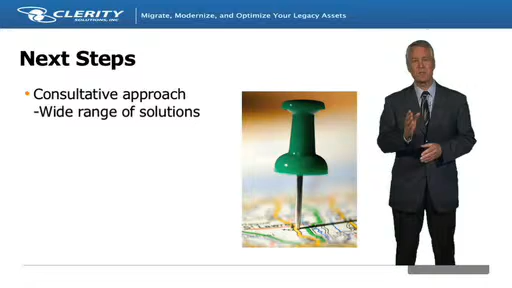 CLERITY
SOLUTIONS, INC
Migrate, Modernize, and Optimize Your Legacy Assets
Next Steps
• Consultative approach
-Wide range of solutions